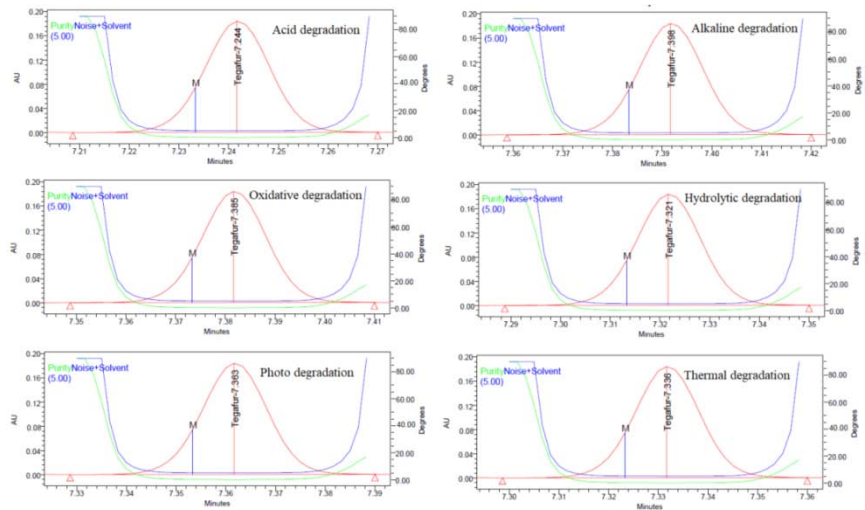 PurityNoise+Solvent
(5.00)
Acid degradation
AU
0.20
0.16
0.12
0.08
0.04
0.00
M
Tegafur-7.244
80.00
60.00
40.00
20.00
0.00
Degrees
7.21
7.22
7.23
7.24
7.25
7.26
7.27
Minutes
PurityNoise+Solvent
(5.00)
Alkaline degradation
AU
0.20
0.16
0.12
0.08
0.04
0.00
M
Tegafur-7.398
80.00
60.00
40.00
20.00
0.00
Degrees
7.36
7.37
7.38
7.39
7.40
7.41
7.42
Minutes
PurityNoise+Solvent
(5.00)
Oxidative degradation
AU
0.20
0.16
0.12
0.08
0.04
0.00
M
Tegafur-7.385
80.00
60.00
40.00
20.00
0.00
Degrees
7.35
7.36
7.37
7.38
7.39
7.40
7.41
Minutes
PurityNoise+Solvent
(5.00)
Hydrolytic degradation
AU
0.20
0.16
0.12
0.08
0.04
0.00
M
Tegafur-7.321
80.00
60.00
40.00
20.00
0.00
Degrees
7.29
7.30
7.31
7.32
7.33
7.34
7.35
Minutes
PurityNoise+Solvent
(5.00)
Photo degradation
AU
0.20
0.16
0.12
0.08
0.04
0.00
M
Tegafur-7.363
80.00
60.00
40.00
20.00
0.00
Degrees
7.33
7.34
7.35
7.36
7.37
7.38
7.39
Minutes
PurityNoise+Solvent
(5.00)
Thermal degradation
AU
0.20
0.16
0.12
0.08
0.04
0.00
M
Tegafur-7.336
80.00
60.00
40.00
20.00
0.00
Degrees
7.30
7.31
7.32
7.33
7.34
7.35
7.36
Minutes